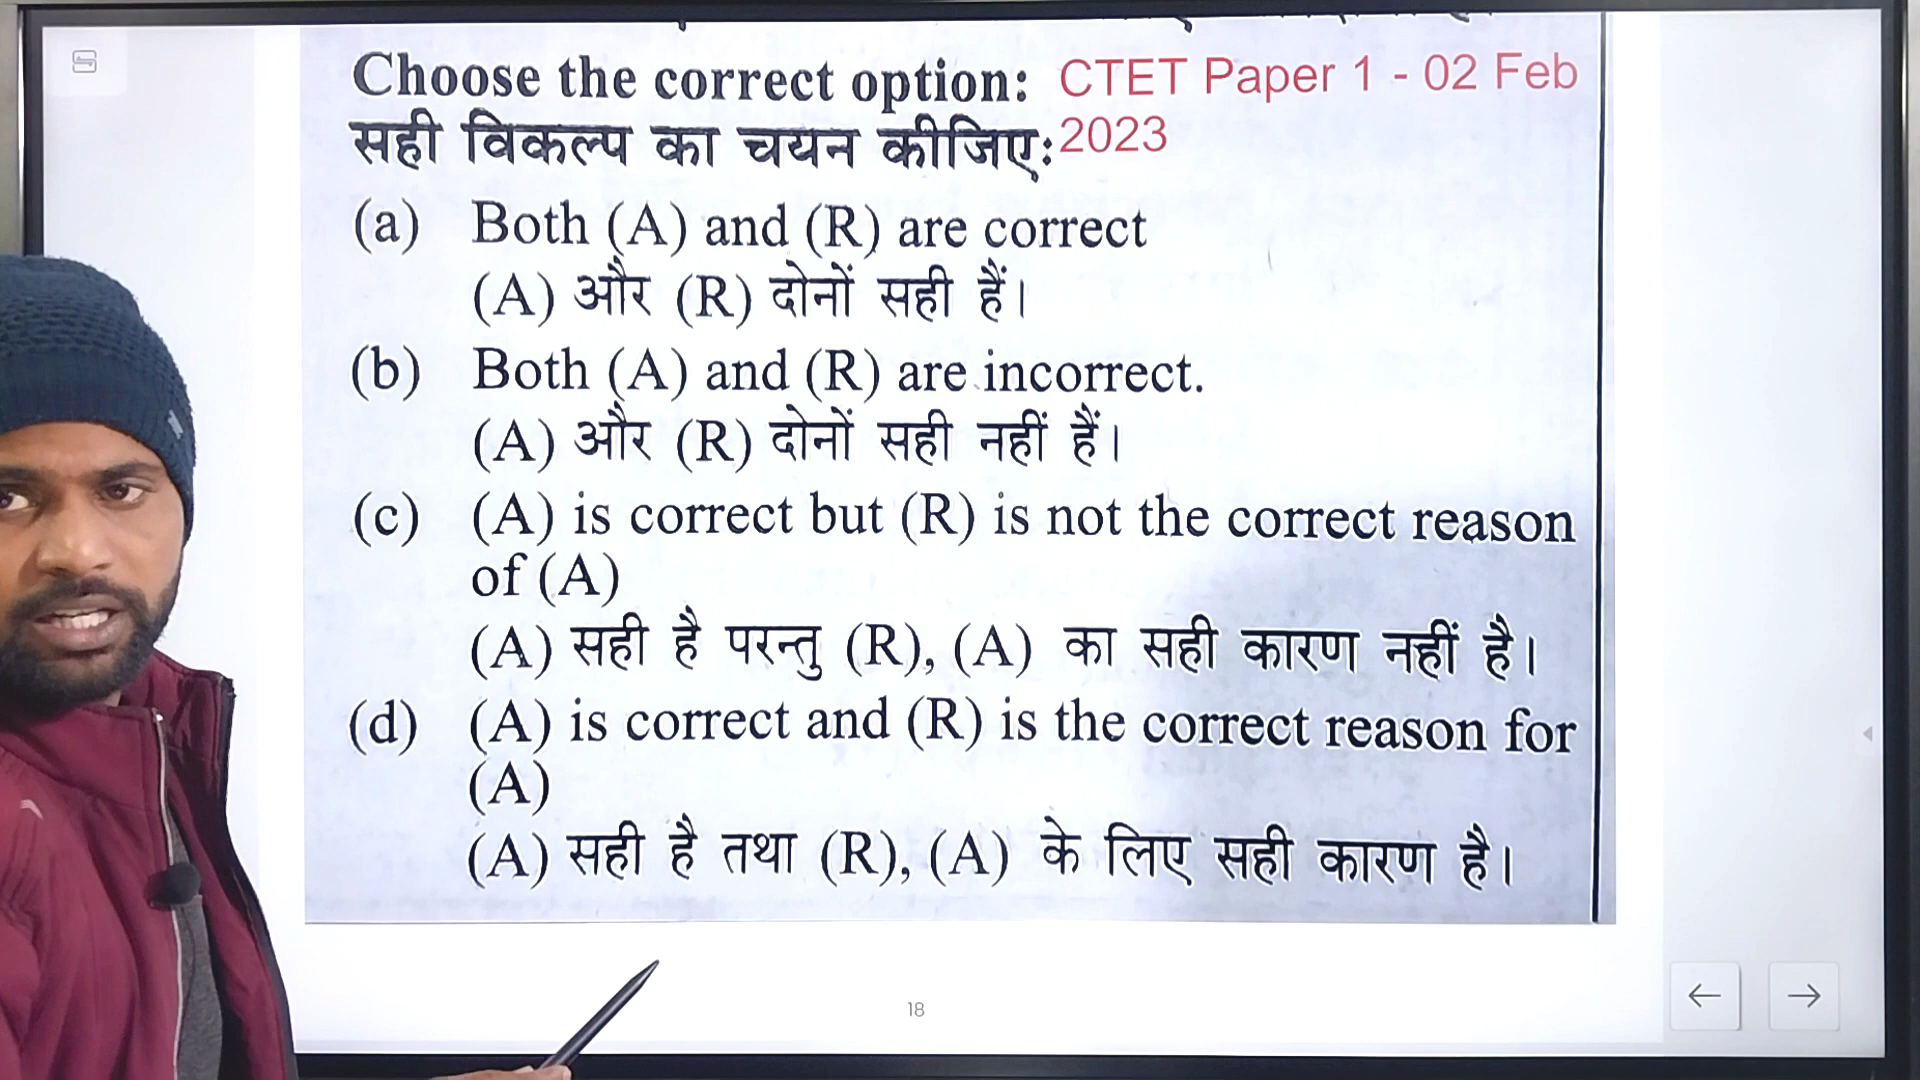 Choose the correct option: CTET Paper 1 - 02 Feb
सही विकल्प का चयन कीजिएः 2023
(a) Both (A) and (R) are correct
(A) और (R) दोनों सही हैं।
(b) Both (A) and (R) are incorrect.
(A) और (R) दोनों सही नहीं हैं।
(c) (A) is correct but (R) is not the correct reason
of (A)
(A) सही है परन्तु (R), (A) का सही कारण नहीं है।
(d) (A) is correct and (R) is the correct reason for
(A)
(A) सही है तथा (R), (A) के लिए सही कारण है।
18